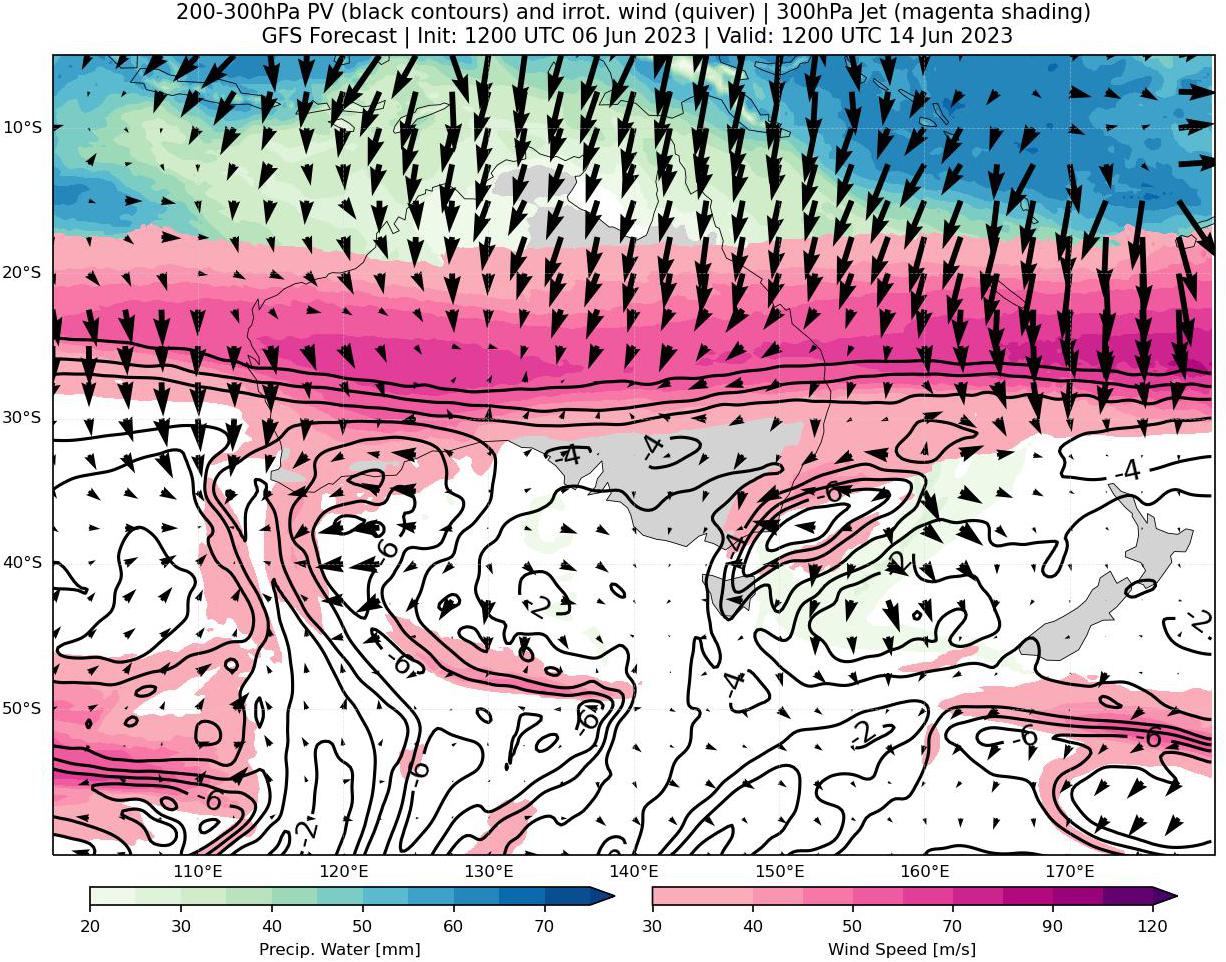 200-300hPa PV (black contours) and irrot. wind (quiver) | 300hPa Jet (magenta shading)
GFS Forecast | Init: 1200 UTC 06 Jun 2023 | Valid: 1200 UTC 14 Jun 2023
10°S
20°S
30°S
-4
-4
-4
-6
-6
-4
40°S
-2
-2
-2
-6
-4
50°S
-6
-2
-6
-6
-6
-6
-2
110°E 120°E 130°E 140°E 150°E 160°E 170°E
20 30 40 50 60 70
30 40 50 70 90 120
Precip. Water [mm]
Wind Speed [m/s]